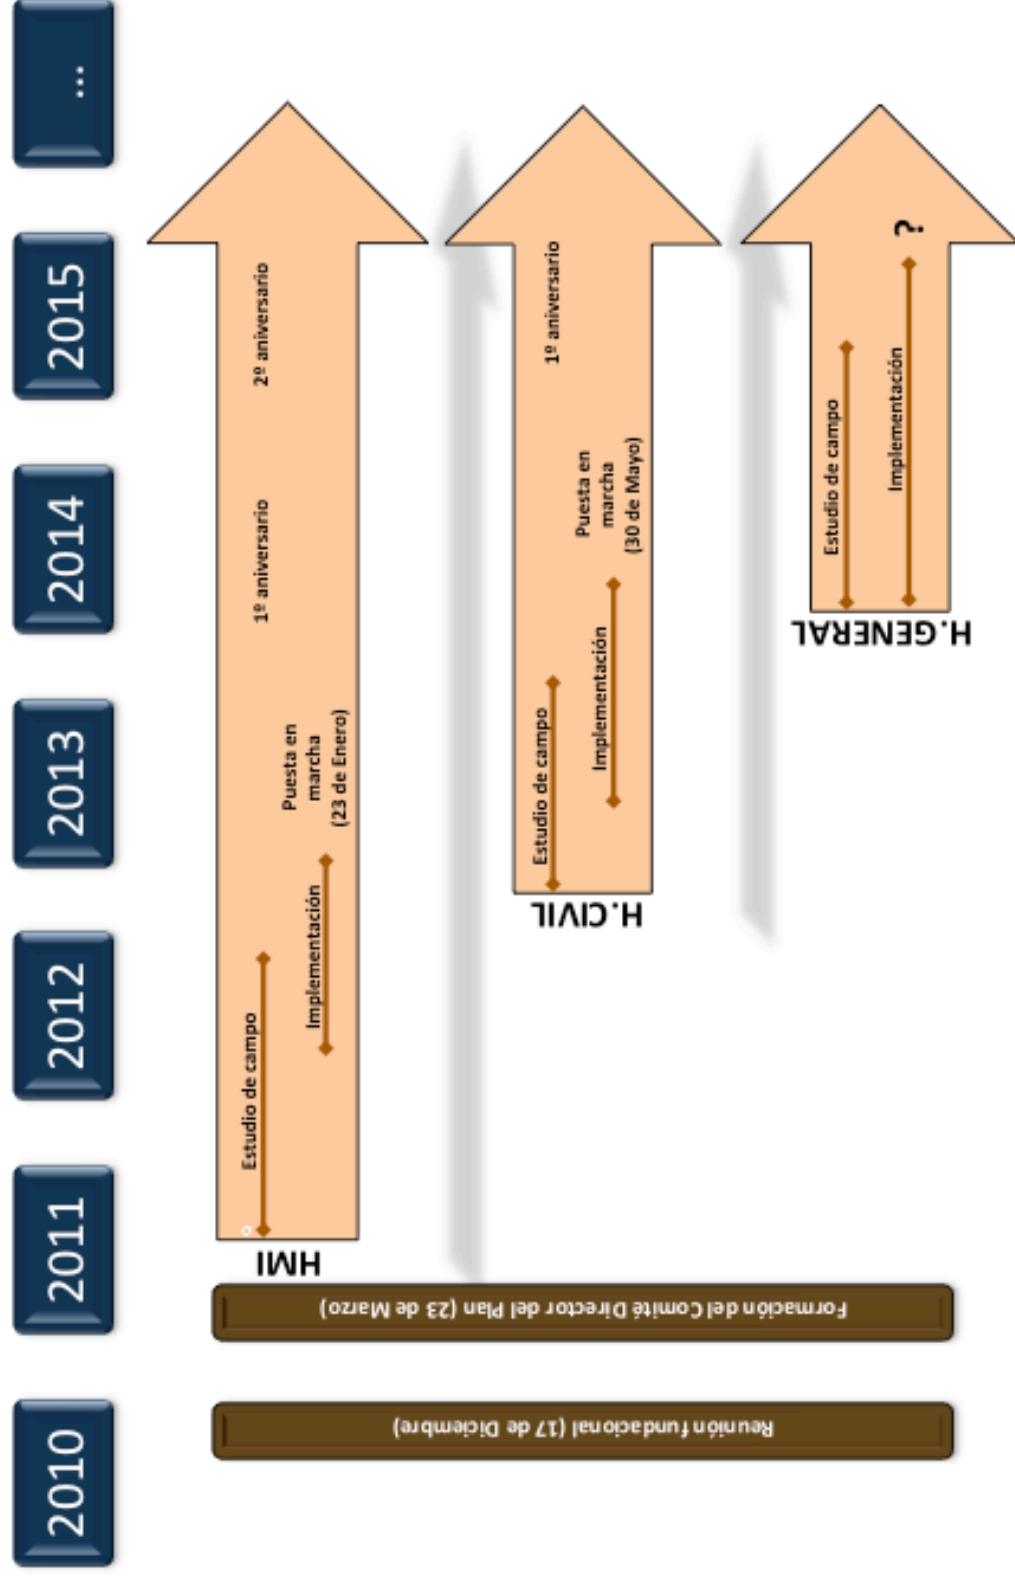 2010
2011
2012
2013
2014
2015
...
Reunión fundacional (17 de Diciembre)
Formación del Comité Director del Plan (23 de Marzo)
HMI
Estudio de campo
Implementación
Puesta en
marcha
(23 de Enero)
1º aniversario
2º aniversario
H.CIVIL
Estudio de campo
Implementación
Puesta en
marcha
(30 de Mayo)
1º aniversario
H.GENERAL
Estudio de campo
Implementación
?